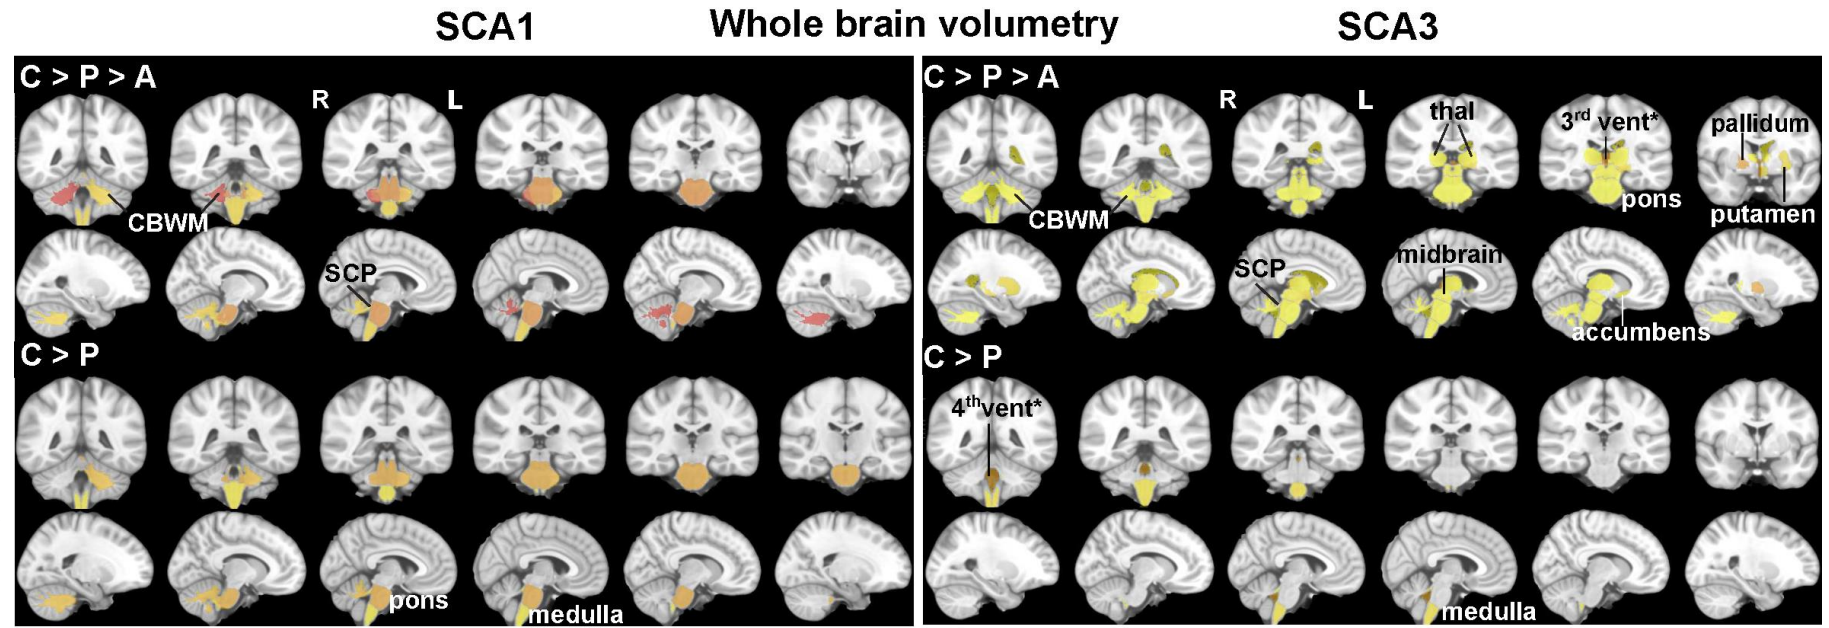 SCA1
Whole brain volumetry
SCA3
C > P > A
R
L
CBWM
SCP
C > P
pons
medulla
C > P > A
R
L
thal
3rd vent*
pallidum
CBWM
pons
putamen
SCP
midbrain
accumbens
C > P
4th vent*
medulla